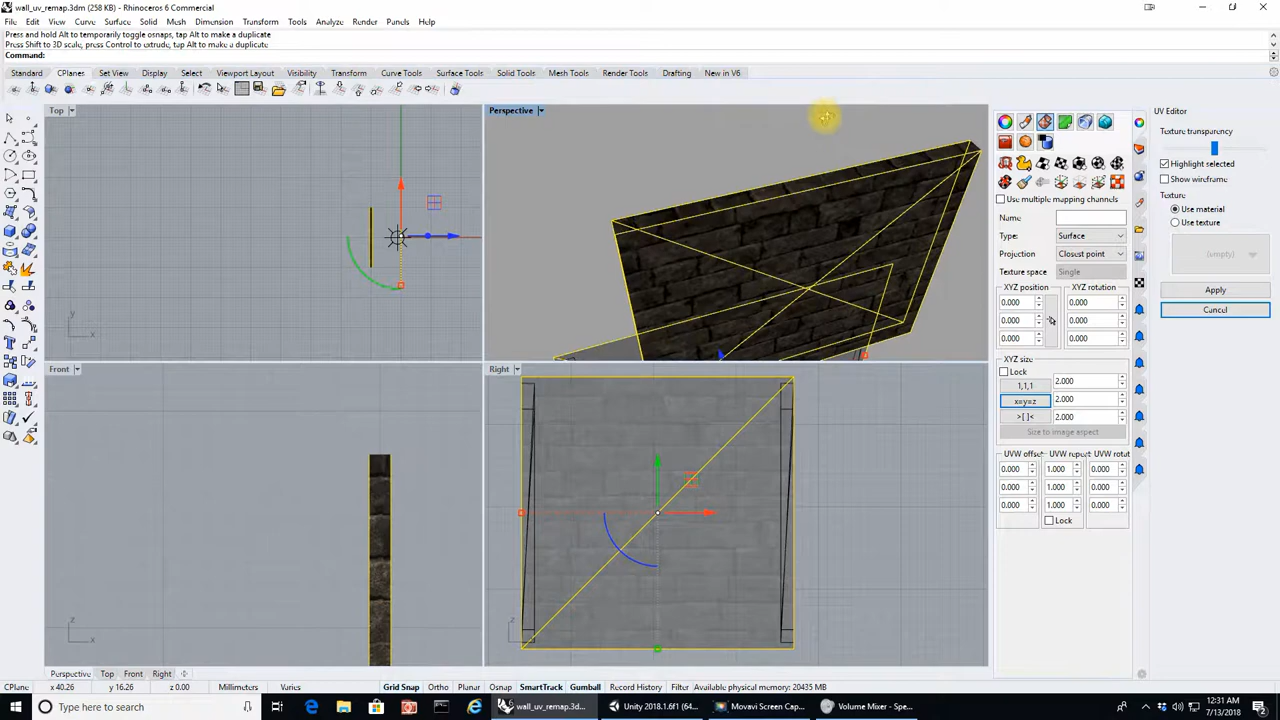 wall_uv_remap.3dm (258 KB) - Rhinoceros 6 Commercial
File Edit View Curve Surface Solid Mesh Dimension Transform Tools Analyze Render Panels Help
Press and hold Alt to temporarily toggle osnaps, tap Alt to make a duplicate
Press Shift to 3D scale, press Control to extrude, tap Alt to make a duplicate
Command:
Standard CPlanes Set View Display Select Viewport Layout Visibility Transform Curve Tools Surface Tools Solid Tools Mesh Tools Render Tools Drafting New in V6
Top
Perspective
Front
Right
y
x
z
x
z
Use multiple mapping channels
Name
Type: Surface
Projection Closest point
Texture space Single
XYZ position XYZ rotation
0.000 0.000
0.000 0.000
0.000 0.000
XYZ size
Lock
1,1,1 2.000
x=y=z 2.000
>[ ]< 2.000
Size to image aspect
UVW offset UVW repeat UVW rotat
0.000 1.000 0.000
0.000 1.000 0.000
0.000 1.000 0.000
Lock
UV Editor
Texture transparency
Highlight selected
Show wireframe
Texture
Use material
Use texture
(empty)
Apply
Cancel
Perspective Top Front Right
CPlane x 40.26 y 16.26 z 0.00 Millimeters Varies Grid Snap Ortho Planar Osnap SmartTrack Gumball Record History Filter Available physical memory: 20435 MB
Type here to search
wall_uv_remap.3dm...
Unity 2018.1.6f1 (64...
Movavi Screen Cap...
Volume Mixer - Spe...
12:31 AM
7/13/2018